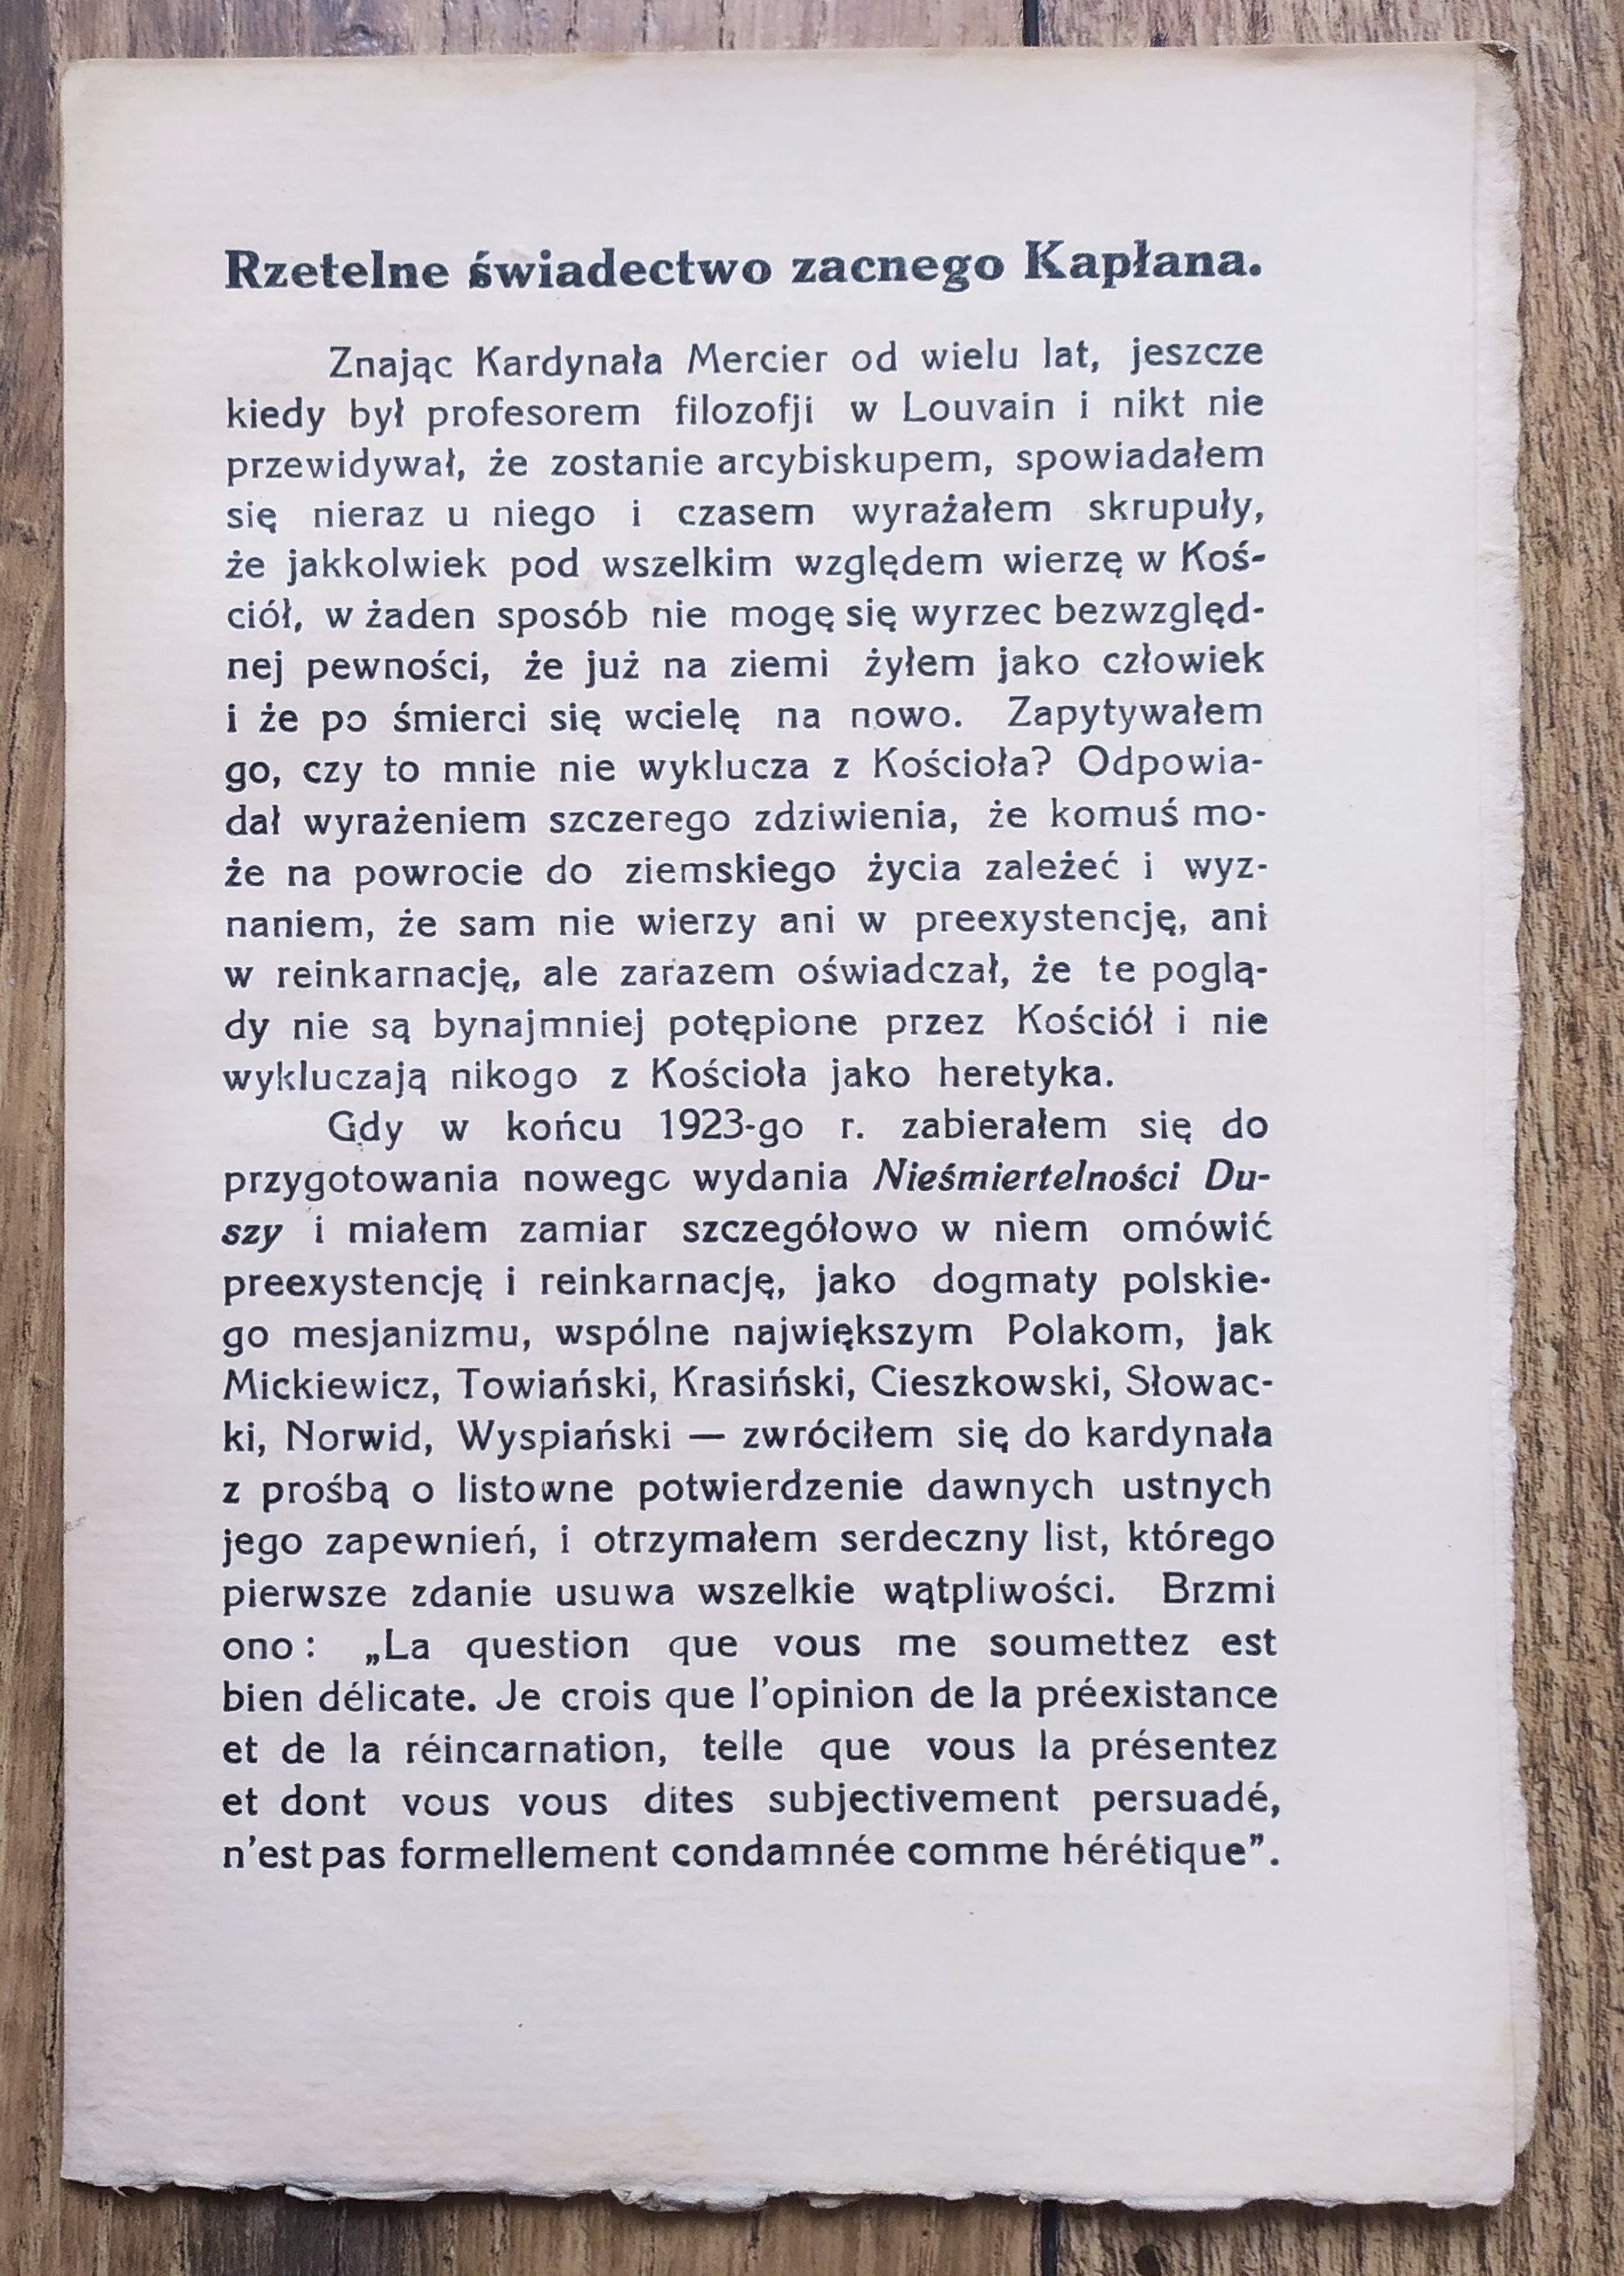 Rzetelne świadectwo zacnego Kapłana.
Znając Kardynała Mercier od wielu lat, jeszcze
kiedy był profesorem filozofji w Louvain i nikt nie
przewidywał, że zostanie arcybiskupem, spowiadałem
się nieraz u niego i czasem wyrażałem skrupuły,
że jakkolwiek pod wszelkim względem wierzę w Koś-
ciół, w żaden sposób nie mogę się wyrzec bezwzględ-
nej pewności, że już na ziemi żyłem jako człowiek
i że po śmierci się wcielę na nowo. Zapytywałem
go, czy to mnie nie wyklucza z Kościoła? Odpowia-
dał wyrażeniem szczerego zdziwienia, że komuś mo-
że na powrocie do ziemskiego życia zależeć i wyz-
naniem, że sam nie wierzy ani w preexystencję, ani
w reinkarnację, ale zarazem oświadczał, że te poglą-
dy nie są bynajmniej potępione przez Kościół i nie
wykluczają nikogo z Kościoła jako heretyka.
Gdy w końcu 1923-go r. zabierałem się do
przygotowania nowego wydania Nieśmiertelności Du-
szy i miałem zamiar szczegółowo w niem omówić
preexystencję i reinkarnację, jako dogmaty polskie-
go mesjanizmu, wspólne największym Polakom, jak
Mickiewicz, Towiański, Krasiński, Cieszkowski, Słowac-
ki, Norwid, Wyspiański — zwróciłem się do kardynała
z prośbą o listowne potwierdzenie dawnych ustnych
jego zapewnień, i otrzymałem serdeczny list, którego
pierwsze zdanie usuwa wszelkie wątpliwości. Brzmi
ono: „La question que vous me soumettez est
bien délicate. Je crois que l'opinion de la préexistance
et de la réincarnation, telle que vous la présentez
et dont vous vous dites subjectivement persuadé,
n'est pas formellement condamnée comme hérétique".